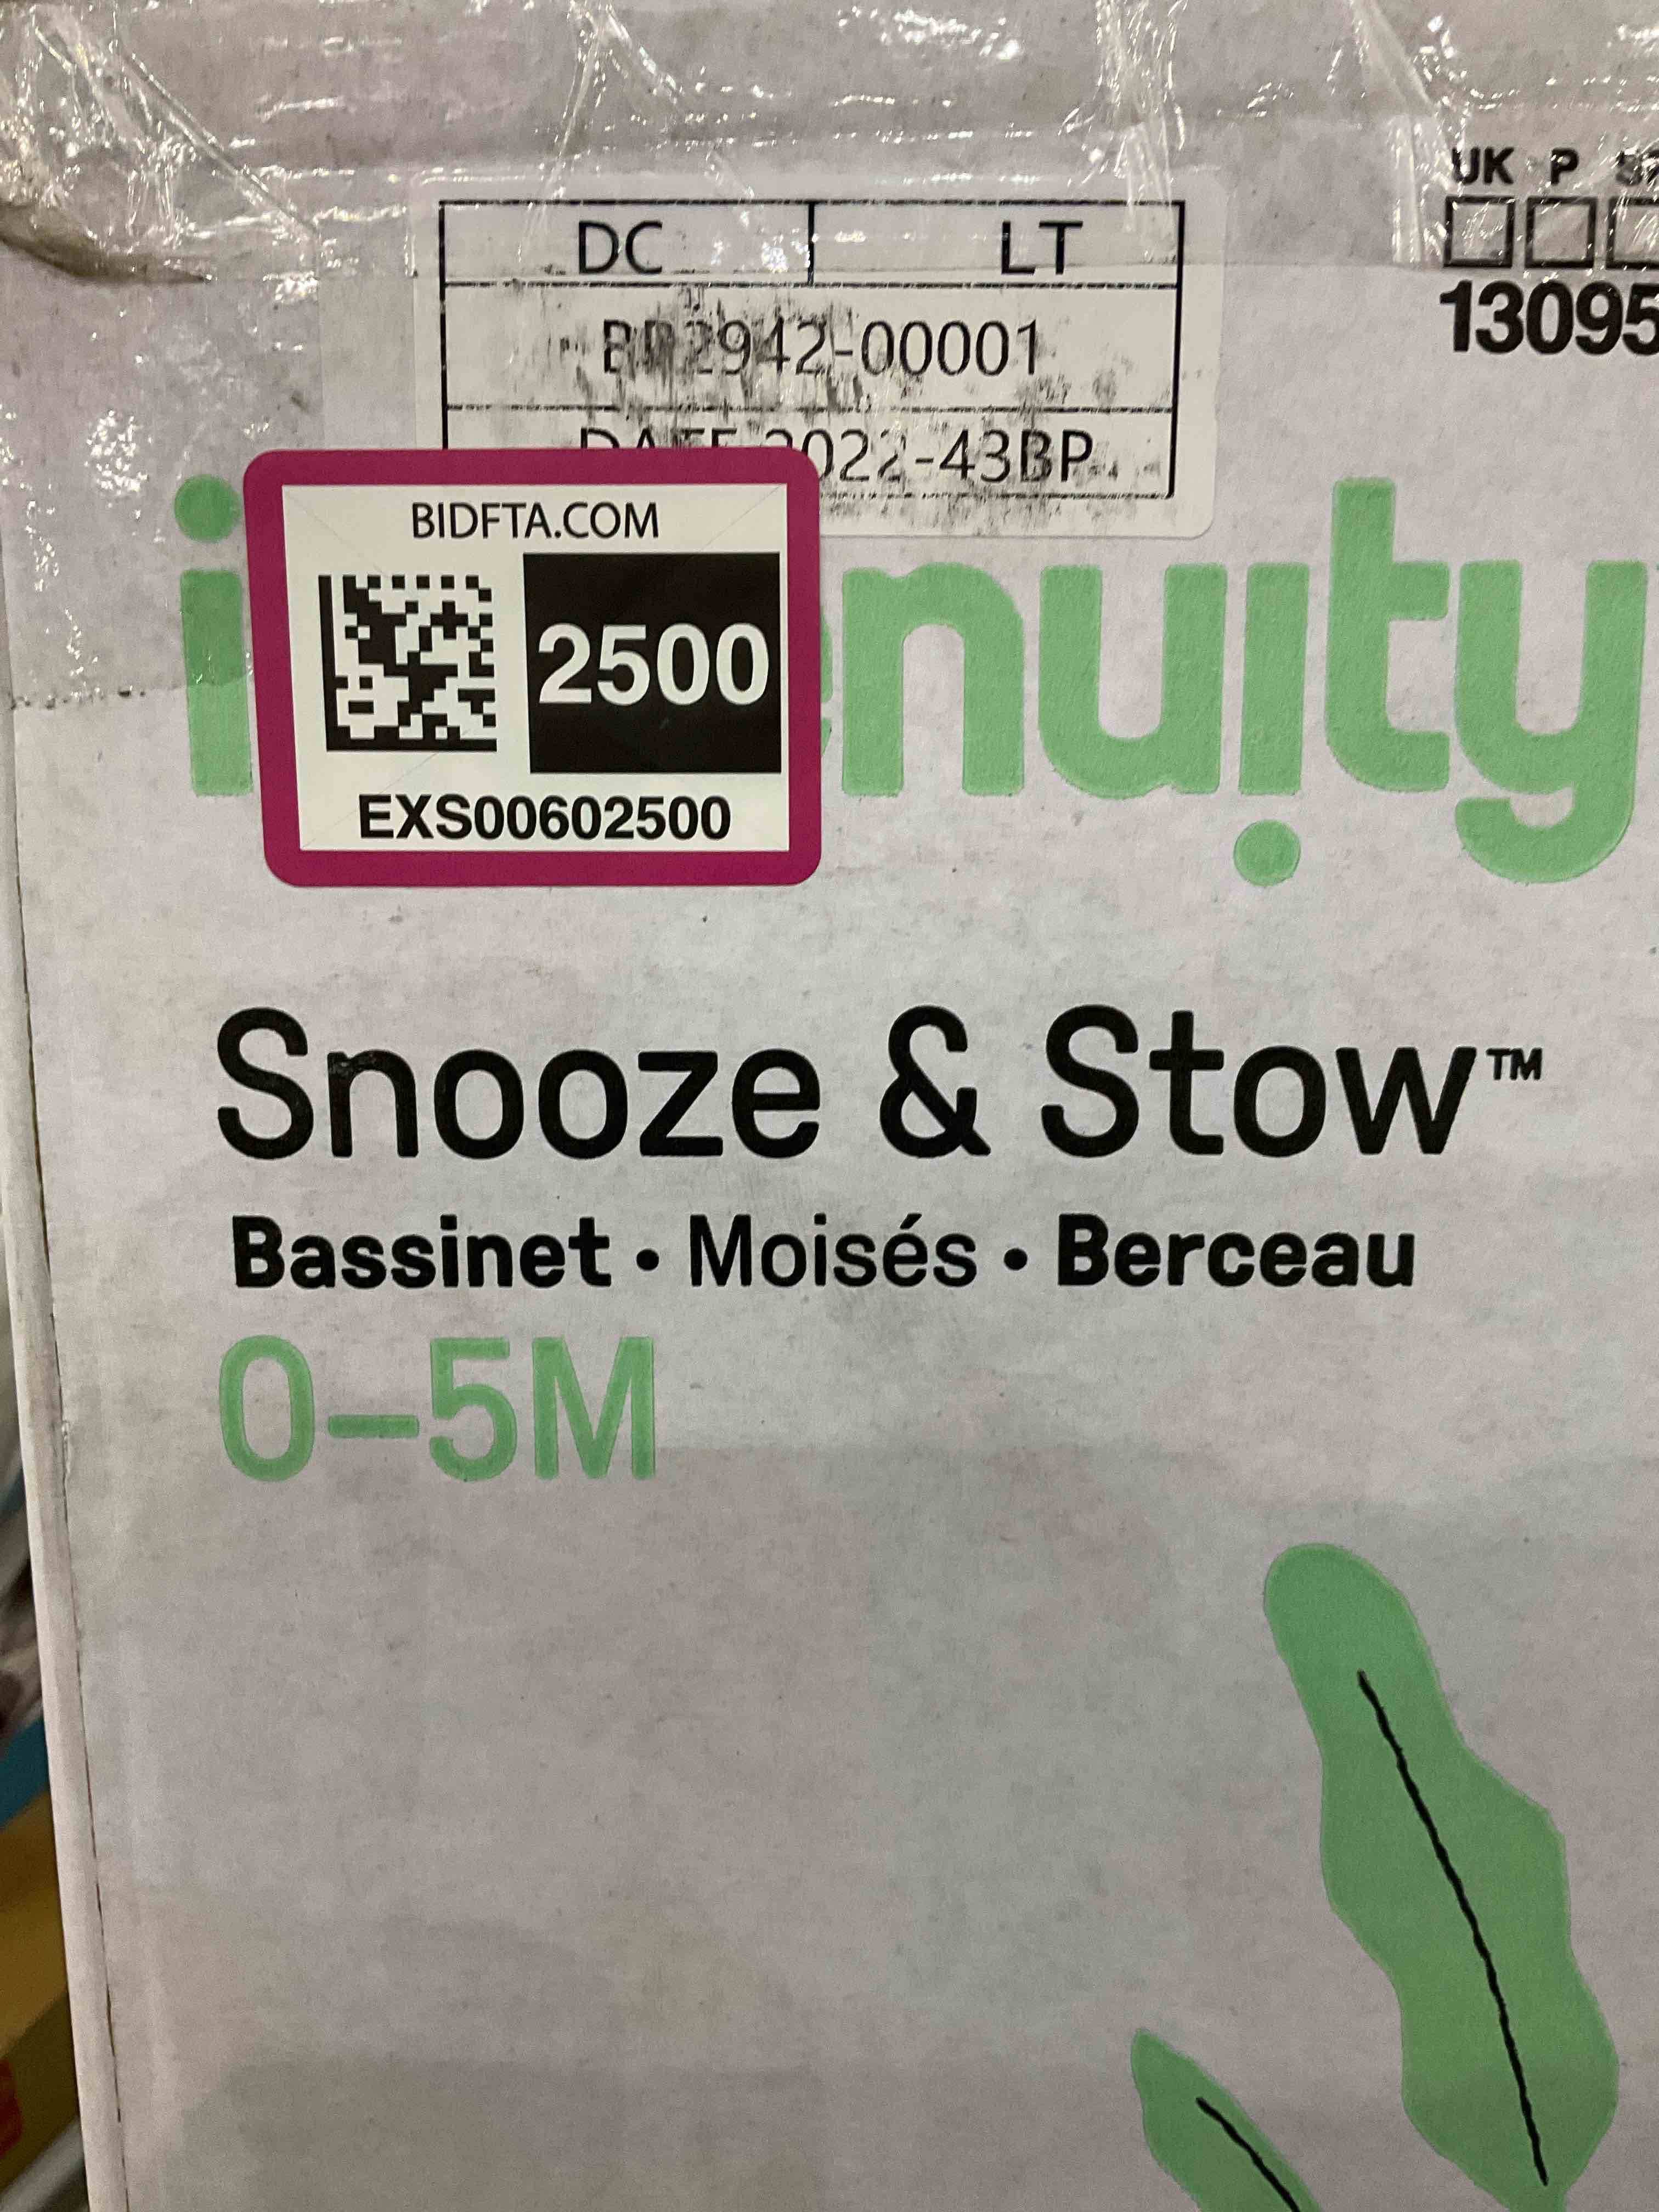 UK P
13095
DC LT
2942-00001
2022-43BP
BIDFTA.COM
2500
EXS00602500
enuity
Snooze & Stow™
Bassinet • Moisés • Berceau
0-5M